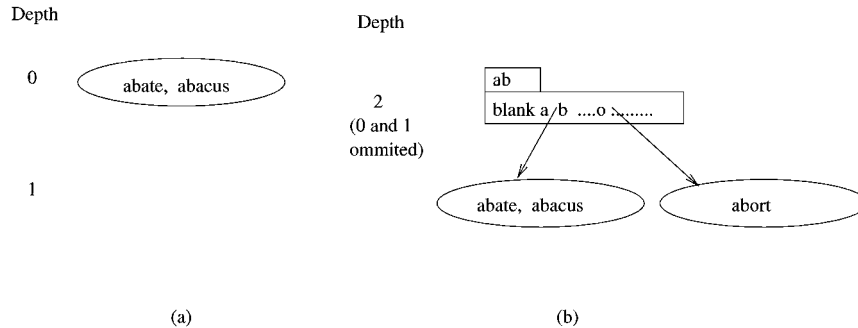 Depth
0
abate, abacus
1
(a)
Depth
ab
2
blank a b ....o .........
(0 and 1
ommited)
abate, abacus
abort
(b)